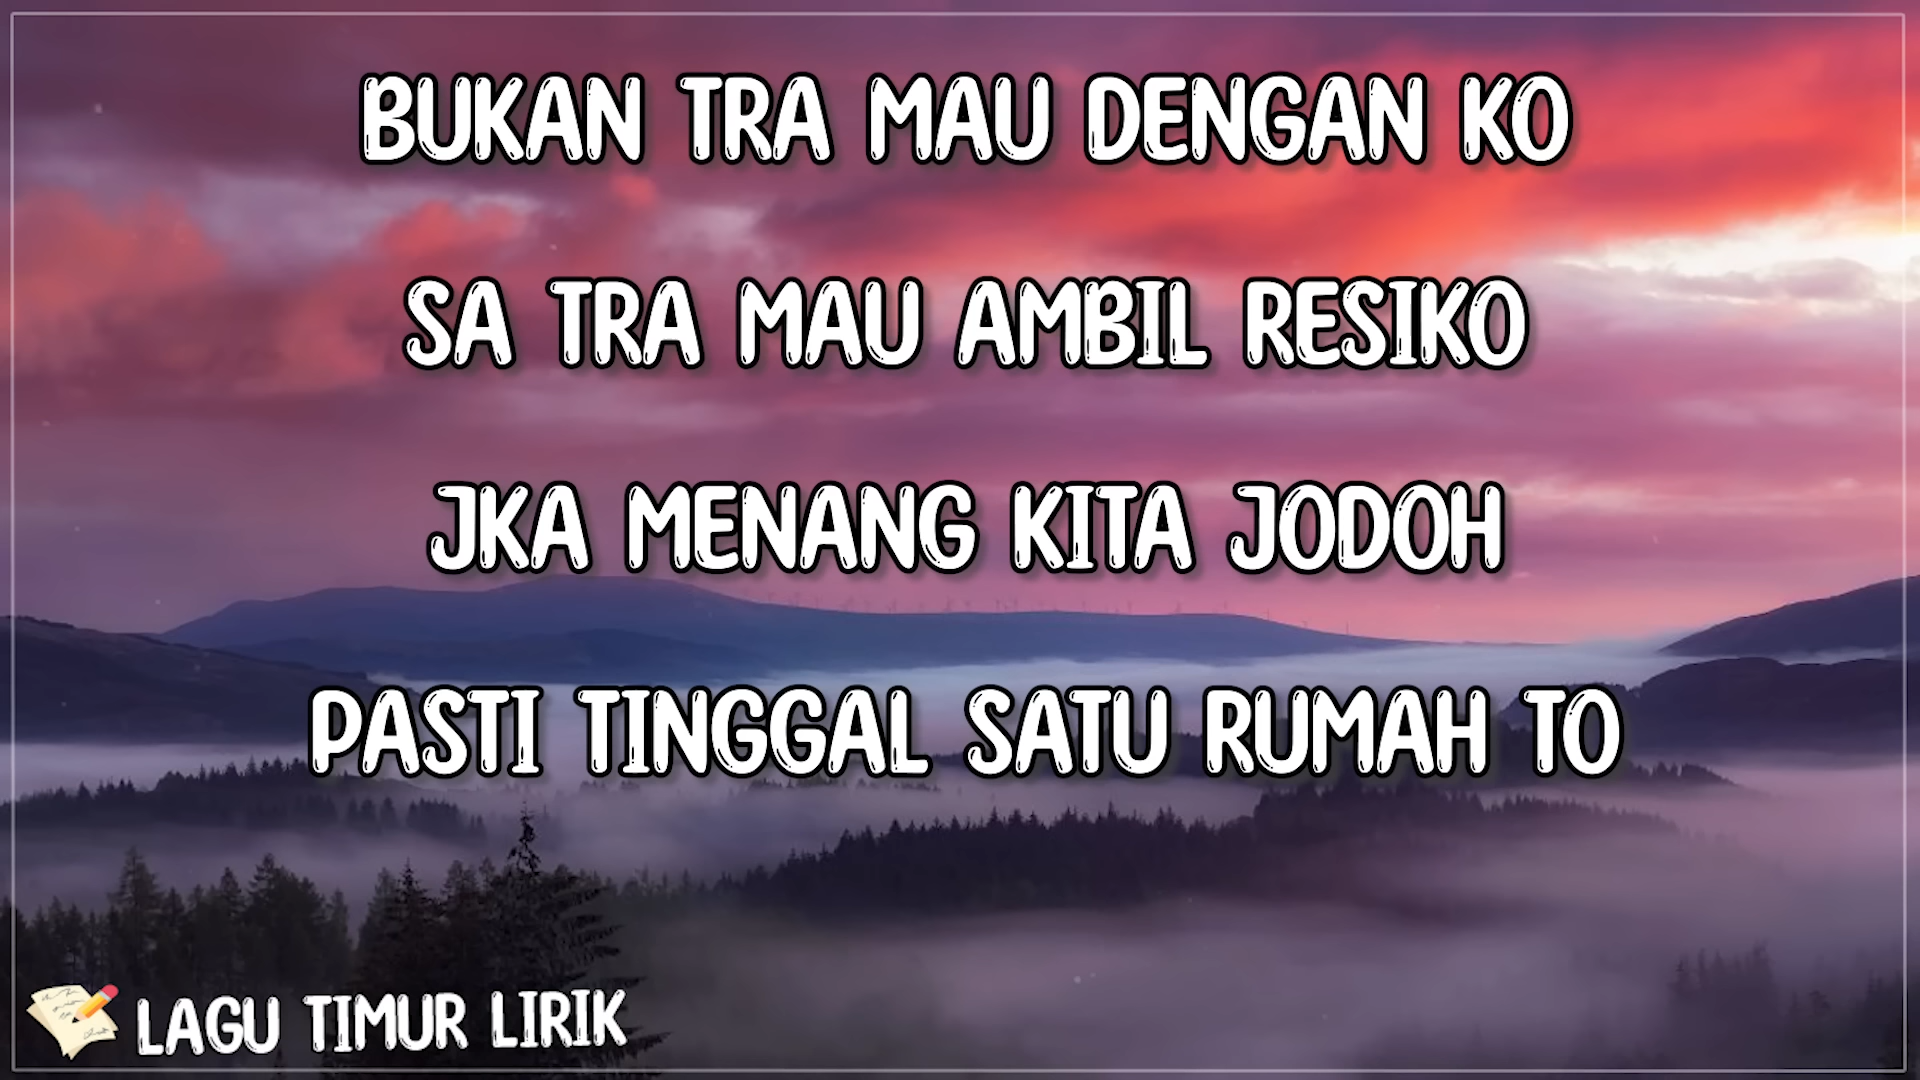 BUKAN TRA MAU DENGAN KO
SA TRA MAU AMBIL RESIKO
JKA MENANG KITA JODOH
PASTI TINGGAL SATU RUMAH TO
LAGU TIMUR LIRIK